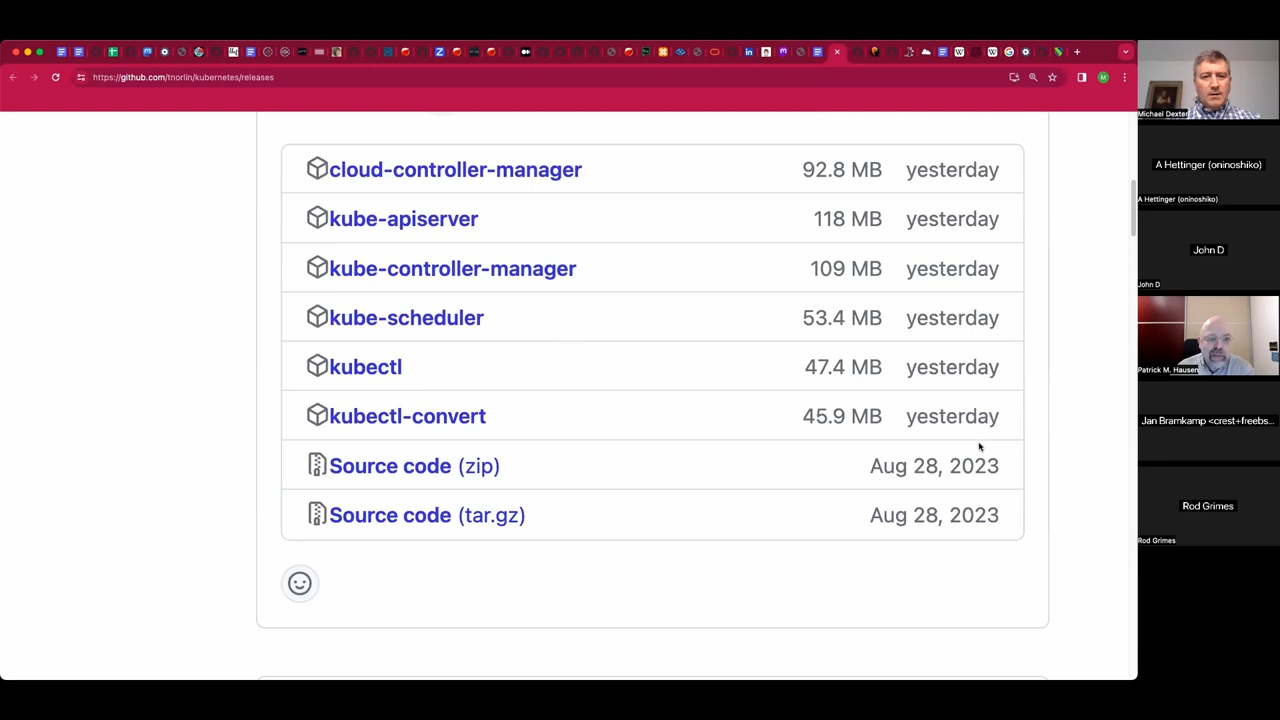 https://github.com/tnorlin/kubernetes/releases
M
cloud-controller-manager 92.8 MB yesterday
kube-apiserver 118 MB yesterday
kube-controller-manager 109 MB yesterday
kube-scheduler 53.4 MB yesterday
kubectl 47.4 MB yesterday
kubectl-convert 45.9 MB yesterday
Source code (zip) Aug 28, 2023
Source code (tar.gz) Aug 28, 2023
Michael Dexter
A Hettinger (oninoshiko)
A Hettinger (oninoshiko)
John D
John D
Patrick M. Hausen
Jan Bramkamp <crest+freebs...
Rod Grimes
Rod Grimes